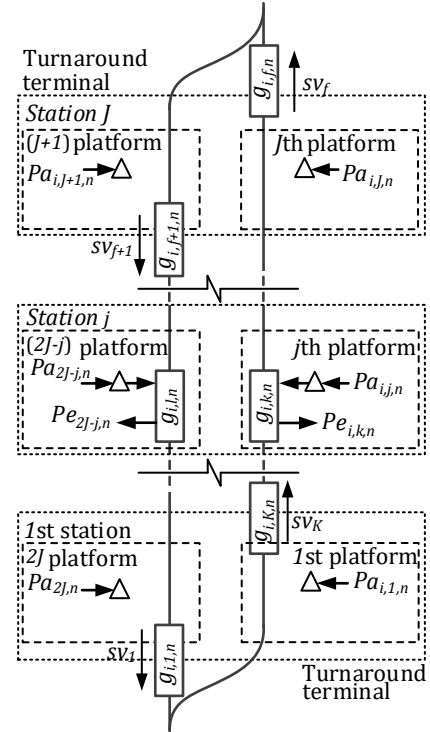 Turnaround
terminal
g_{i,f,n}
sv_f
Station J
(J+1) platform
Jth platform
Pa_{i,J+1,n}
Pa_{i,J,n}
g_{i,f+1,n}
sv_{f+1}
Station j
(2J-j) platform
jth platform
Pa_{2J-j,n}
Pa_{i,j,n}
g_{i,l,n}
g_{i,k,n}
Pe_{2J-j,n}
Pe_{i,k,n}
g_{i,K,n}
sv_K
1st station
2J platform
1st platform
Pa_{2J,n}
Pa_{i,1,n}
sv_1
g_{i,1,n}
Turnaround
terminal